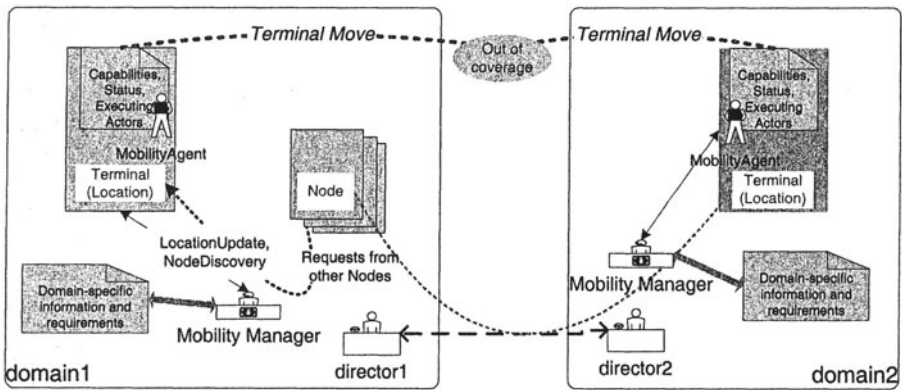 Terminal Move
Out of
coverage
Terminal Move
Capabilities,
Status,
Executing
Actors
MobilityAgent
Terminal
(Location)
Node
LocationUpdate,
NodeDiscovery
Requests from
other Nodes
Domain-specific
information and
requirements
Mobility Manager
director1
domain1
Capabilities,
Status,
Executing
Actors
MobilityAgent
Terminal
(Location)
Mobility Manager
Domain-specific
information and
requirements
director2
domain2